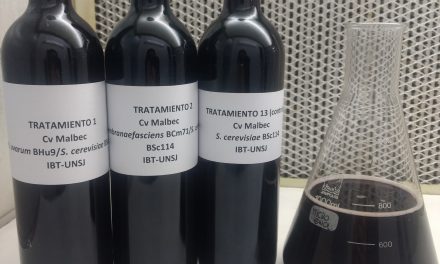 TRATAMIENTO 1
Cv Malbec
uvarum BHu9/S. cerevisiae
IBT-UNSJ
TRATAMIENTO 2
Cv Malbec
membranaefasciens BCm71/S.
BSc114
IBT-UNSJ
TRATAMIENTO 13
Cv Malbec
S. cerevisiae BSc114
IBT-UNSJ
800
600